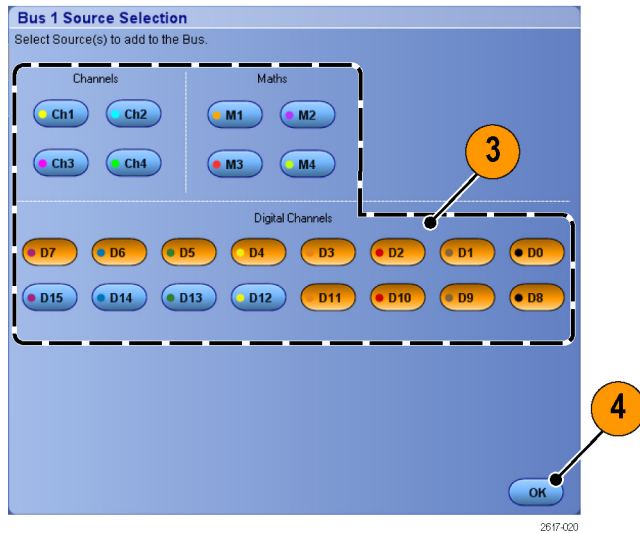 Bus 1 Source Selection
Select Source(s) to add to the Bus.
Channels Maths
Ch1 Ch2 M1 M2
Ch3 Ch4 M3 M4
3
Digital Channels
D7 D6 D5 D4 D3 D2 D1 D0
D15 D14 D13 D12 D11 D10 D9 D8
4
OK
2617-020